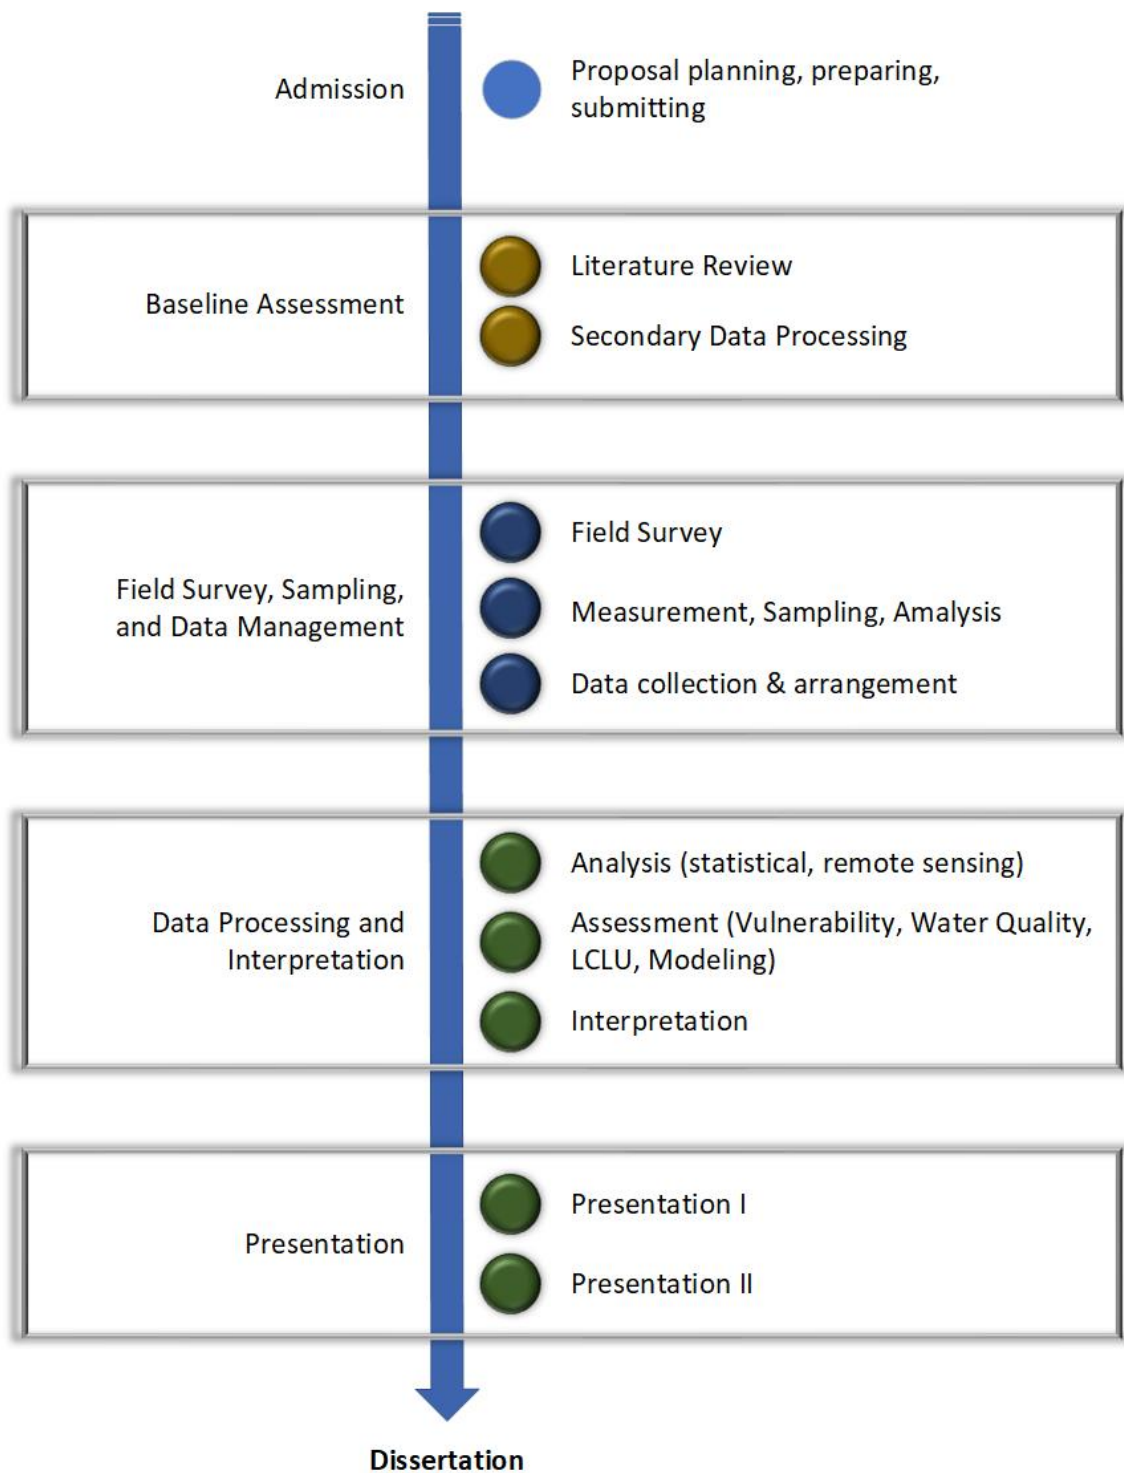 Admission
Proposal planning, preparing,
submitting
Baseline Assessment
Literature Review
Secondary Data Processing
Field Survey, Sampling,
and Data Management
Field Survey
Measurement, Sampling, Amalysis
Data collection & arrangement
Data Processing and
Interpretation
Analysis (statistical, remote sensing)
Assessment (Vulnerability, Water Quality,
LCLU, Modeling)
Interpretation
Presentation
Presentation I
Presentation II
Dissertation